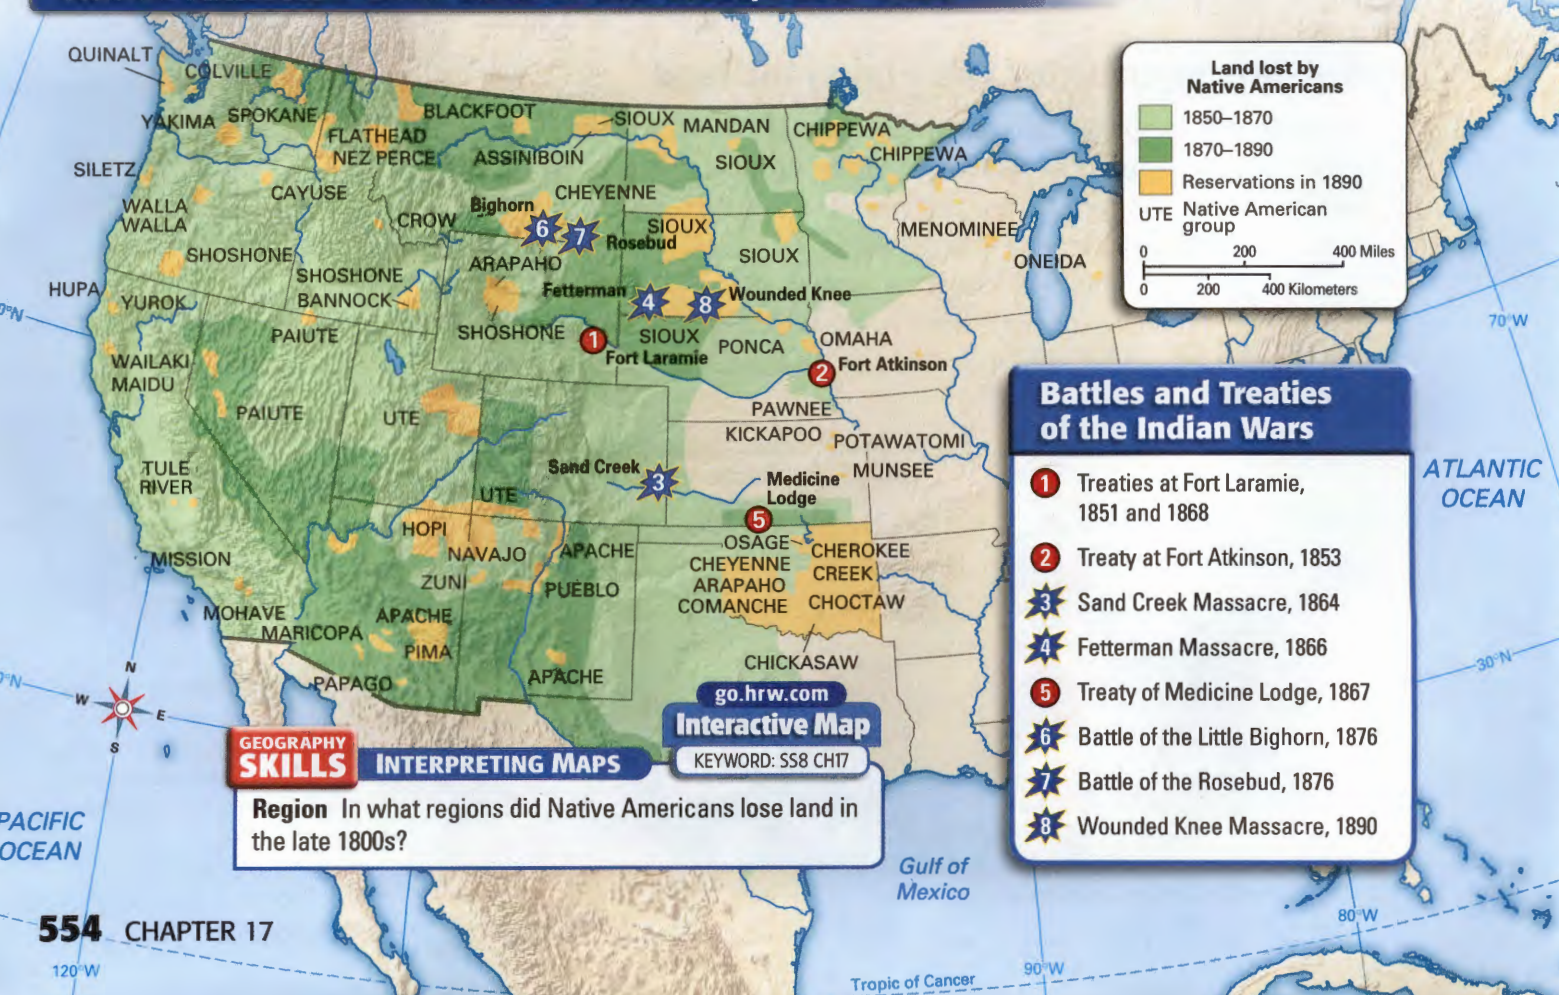 QUINALT
COLVILLE
YAKIMA
SPOKANE
FLATHEAD
NEZ PERCE
BLACKFOOT
ASSINIBOIN
SIOUX
MANDAN
SIOUX
CHIPPEWA
CHIPPEWA
SILETZ
CAYUSE
WALLA
WALLA
CROW
Bighorn
CHEYENNE
6
7
Rosebud
SIOUX
SIOUX
MENOMINEE
ONEIDA
SHOSHONE
SHOSHONE
BANNOCK
ARAPAHO
Fetterman
4
8
Wounded Knee
HUPA
YUROK
0°N
PAIUTE
SHOSHONE
1
Fort Laramie
SIOUX
PONCA
OMAHA
2
Fort Atkinson
WAILAKI
MAIDU
PAIUTE
UTE
PAWNEE
KICKAPOO
POTAWATOMI
MUNSEE
TULE
RIVER
Sand Creek
3
Medicine
Lodge
5
UTE
HOPI
NAVAJO
ZUNI
APACHE
PUEBLO
OSAGE
CHEYENNE
ARAPAHO
COMANCHE
CHEROKEE
CREEK
CHOCTAW
MISSION
MOHAVE
MARICOPA
APACHE
PIMA
PAPAGO
APACHE
CHICKASAW
Land lost by
Native Americans
1850–1870
1870–1890
Reservations in 1890
UTE Native American
group
0 200 400 Miles
0 200 400 Kilometers
70°W
Battles and Treaties
of the Indian Wars
1 Treaties at Fort Laramie,
1851 and 1868
2 Treaty at Fort Atkinson, 1853
3 Sand Creek Massacre, 1864
4 Fetterman Massacre, 1866
5 Treaty of Medicine Lodge, 1867
6 Battle of the Little Bighorn, 1876
7 Battle of the Rosebud, 1876
8 Wounded Knee Massacre, 1890
ATLANTIC
OCEAN
30°N
0°N
N
W
E
S
go.hrw.com
Interactive Map
KEYWORD: SS8 CH17
GEOGRAPHY
SKILLS
INTERPRETING MAPS
Region In what regions did Native Americans lose land in
the late 1800s?
PACIFIC
OCEAN
Gulf of
Mexico
554 CHAPTER 17
120°W
90°W
80°W
Tropic of Cancer